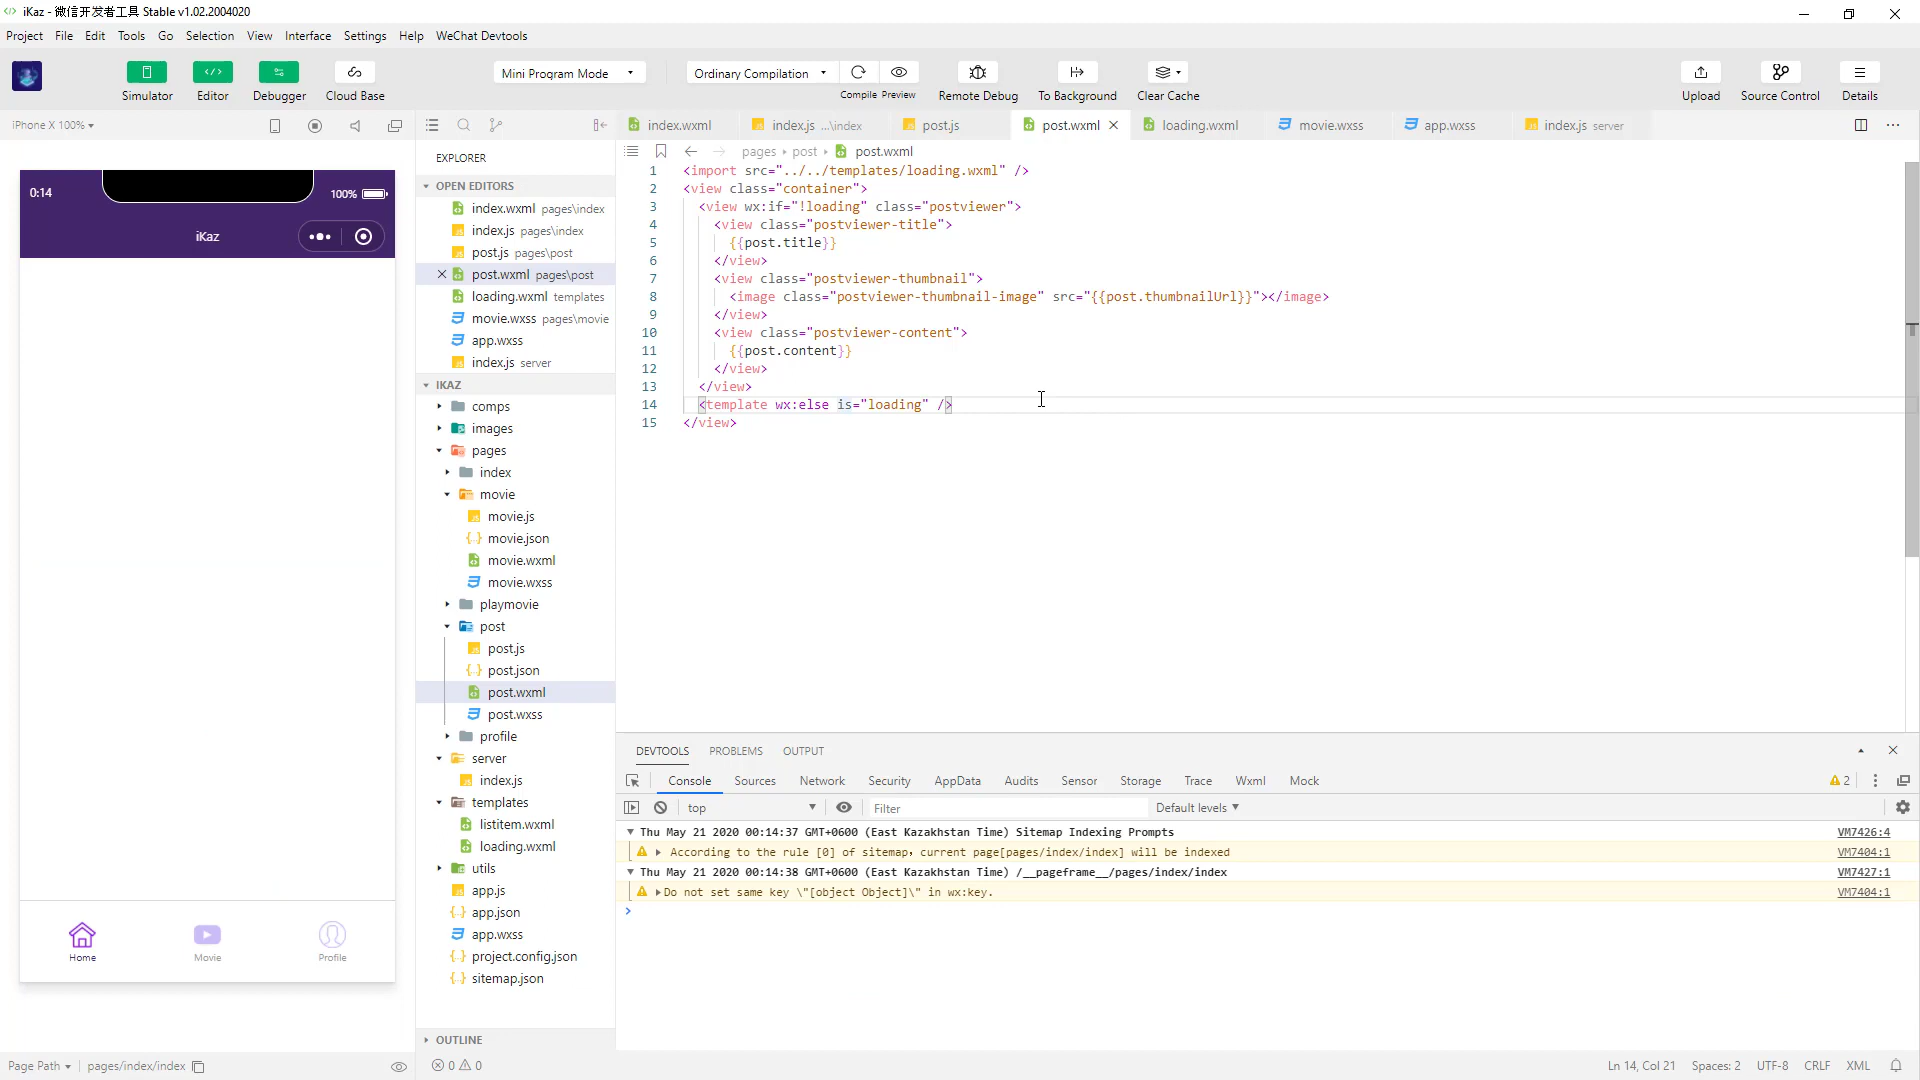 iKaz - 微信开发者工具 Stable v1.02.2004020
Project File Edit Tools Go Selection View Interface Settings Help WeChat Devtools
Simulator Editor Debugger Cloud Base
Mini Program Mode
Ordinary Compilation
Compile Preview Remote Debug To Background Clear Cache
Upload Source Control Details
iPhone X 100%
0:14
100%
iKaz
Home
Movie
Profile
Page Path pages/index/index
EXPLORER
OPEN EDITORS
index.wxml pages\index
index.js pages\index
post.js pages\post
post.wxml pages\post
loading.wxml templates
movie.wxss pages\movie
app.wxss
index.js server
IKAZ
comps
images
pages
index
movie
movie.js
movie.json
movie.wxml
movie.wxss
playmovie
post
post.js
post.json
post.wxml
post.wxss
profile
server
index.js
templates
listitem.wxml
loading.wxml
utils
app.js
app.json
app.wxss
project.config.json
sitemap.json
OUTLINE
0 0
index.wxml index.js ...\index post.js post.wxml loading.wxml movie.wxss app.wxss index.js server
pages post post.wxml
1 <import src="../../templates/loading.wxml" />
2 <view class="container">
3 <view wx:if="!loading" class="postviewer">
4 <view class="postviewer-title">
5 {{post.title}}
6 </view>
7 <view class="postviewer-thumbnail">
8 <image class="postviewer-thumbnail-image" src="{{post.thumbnailUrl}}"></image>
9 </view>
10 <view class="postviewer-content">
11 {{post.content}}
12 </view>
13 </view>
14 <template wx:else is="loading" />
15 </view>
DEVTOOLS PROBLEMS OUTPUT
Console Sources Network Security AppData Audits Sensor Storage Trace Wxml Mock 2
top Filter Default levels
Thu May 21 2020 00:14:37 GMT+0600 (East Kazakhstan Time) Sitemap Indexing Prompts VM7426:4
According to the rule [0] of sitemap，current page[pages/index/index] will be indexed VM7404:1
Thu May 21 2020 00:14:38 GMT+0600 (East Kazakhstan Time) /__pageframe__/pages/index/index VM7427:1
Do not set same key \"[object Object]\" in wx:key. VM7404:1
Ln 14, Col 21 Spaces: 2 UTF-8 CRLF XML